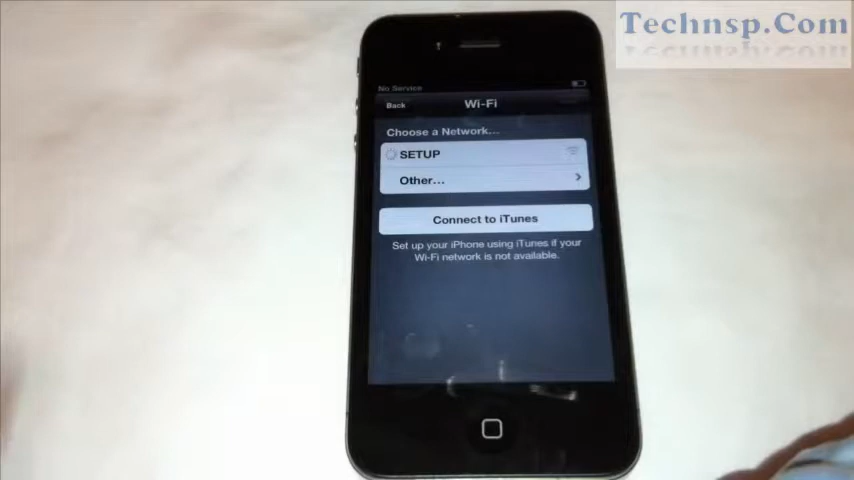 Technsp.Com
No Service
Back
Wi-Fi
Choose a Network...
SETUP
Other...
Connect to iTunes
Set up your iPhone using iTunes if your
Wi-Fi network is not available.